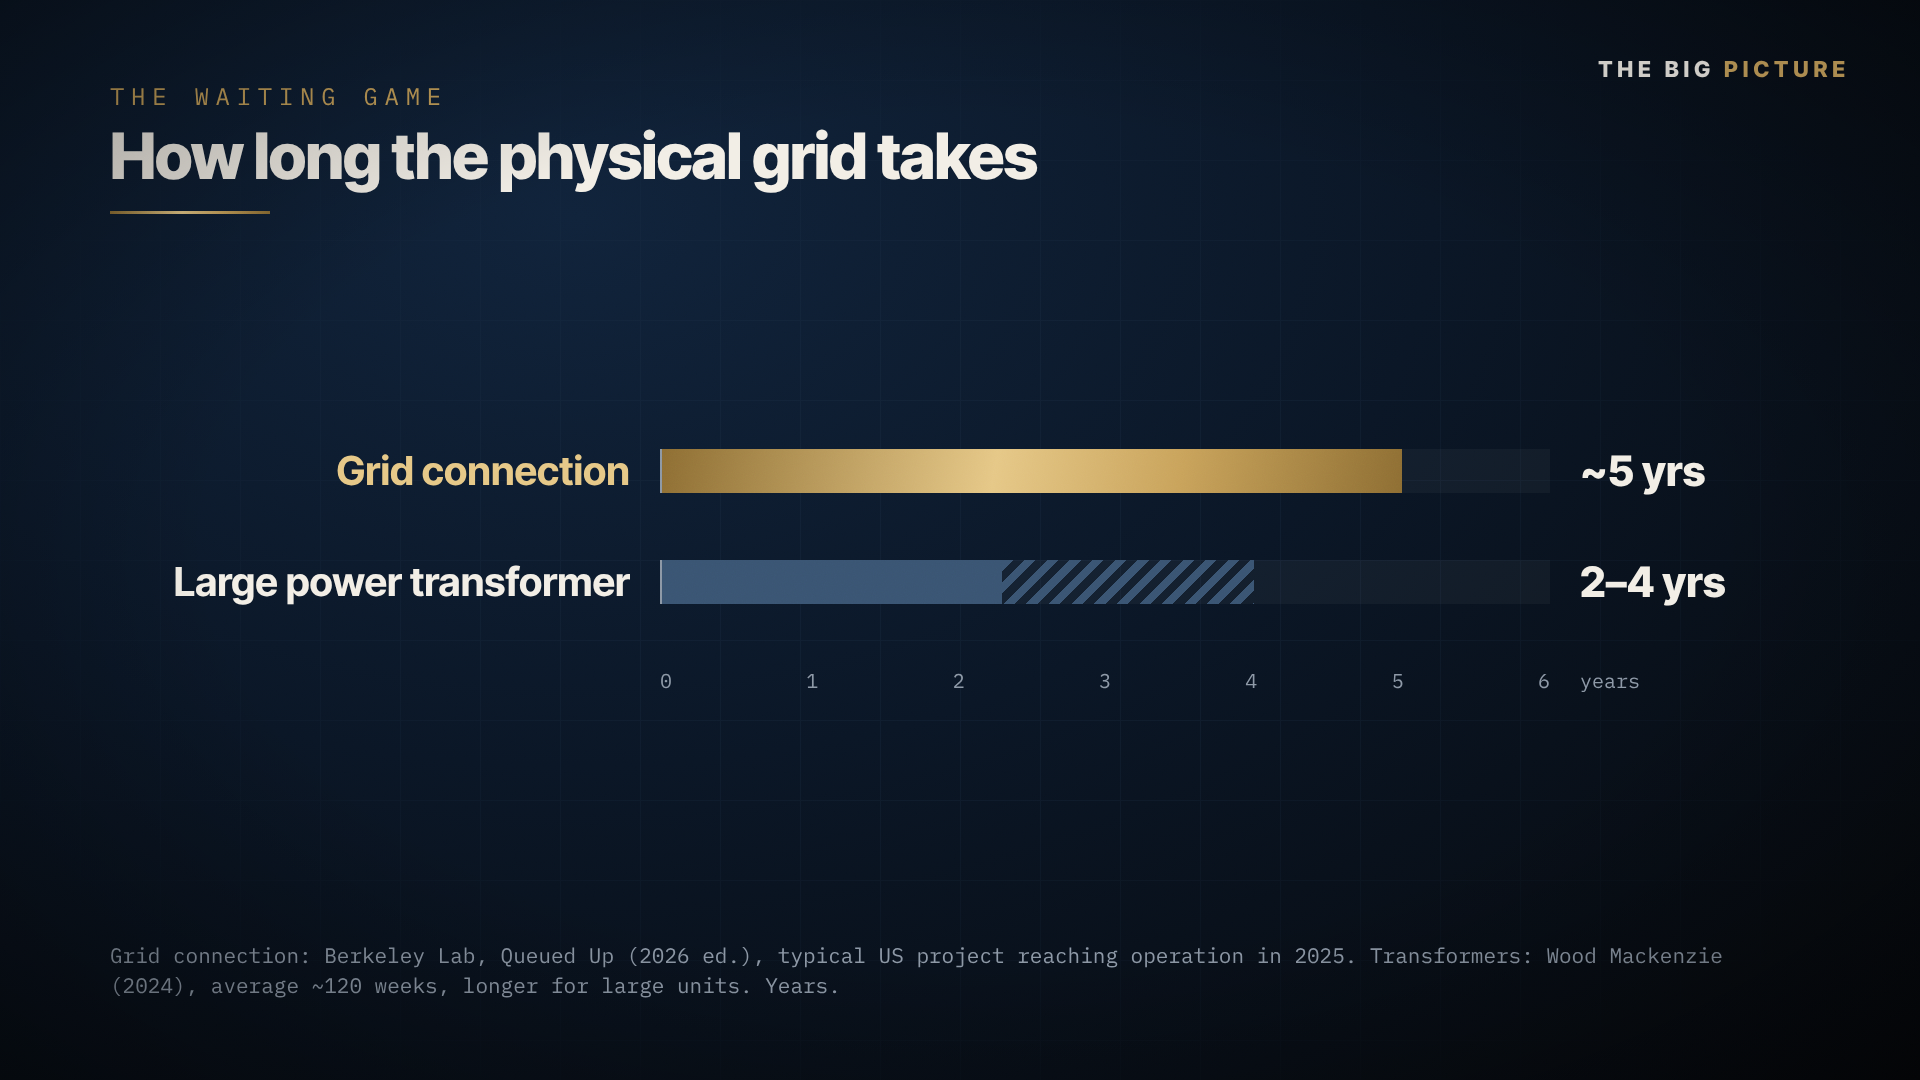 THE BIG PICTURE
THE WAITING GAME
How long the physical grid takes
Grid connection
~5 yrs
Large power transformer
2–4 yrs
0 1 2 3 4 5 6 years
Grid connection: Berkeley Lab, Queued Up (2026 ed.), typical US project reaching operation in 2025. Transformers: Wood Mackenzie
(2024), average ~120 weeks, longer for large units. Years.